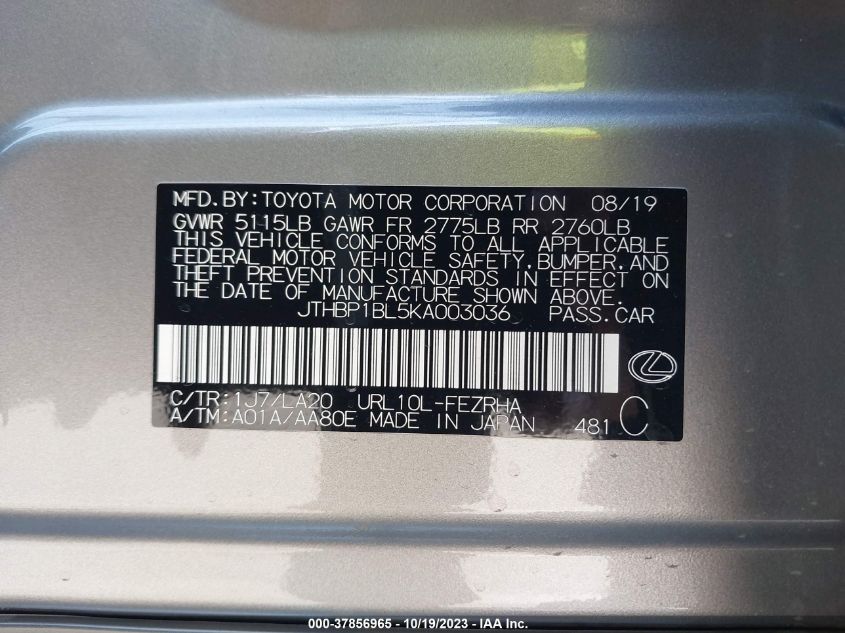 MFD.BY:TOYOTA MOTOR CORPORATION 08/19
GVWR 5115LB GAWR FR 2775LB RR 2760LB
THIS VEHICLE CONFORMS TO ALL APPLICABLE
FEDERAL MOTOR VEHICLE SAFETY,BUMPER,AND
THEFT PREVENTION STANDARDS IN EFFECT ON
THE DATE OF MANUFACTURE SHOWN ABOVE.
JTHBP1BL5KA003036 PASS.CAR
C/TR:1J7/LA20 URL10L-FEZRHA
A/TM:A01A/AA80E MADE IN JAPAN 481 C
000-37856965 - 10/19/2023 - IAA Inc.